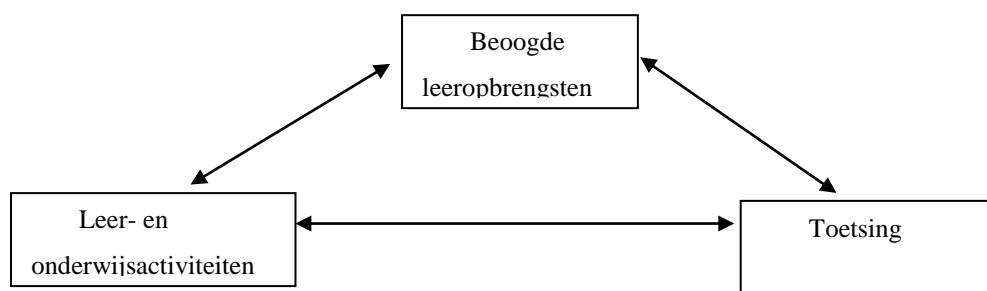 Beoogde
leeropbrengsten
Leer- en
onderwijsactiviteiten
Toetsing